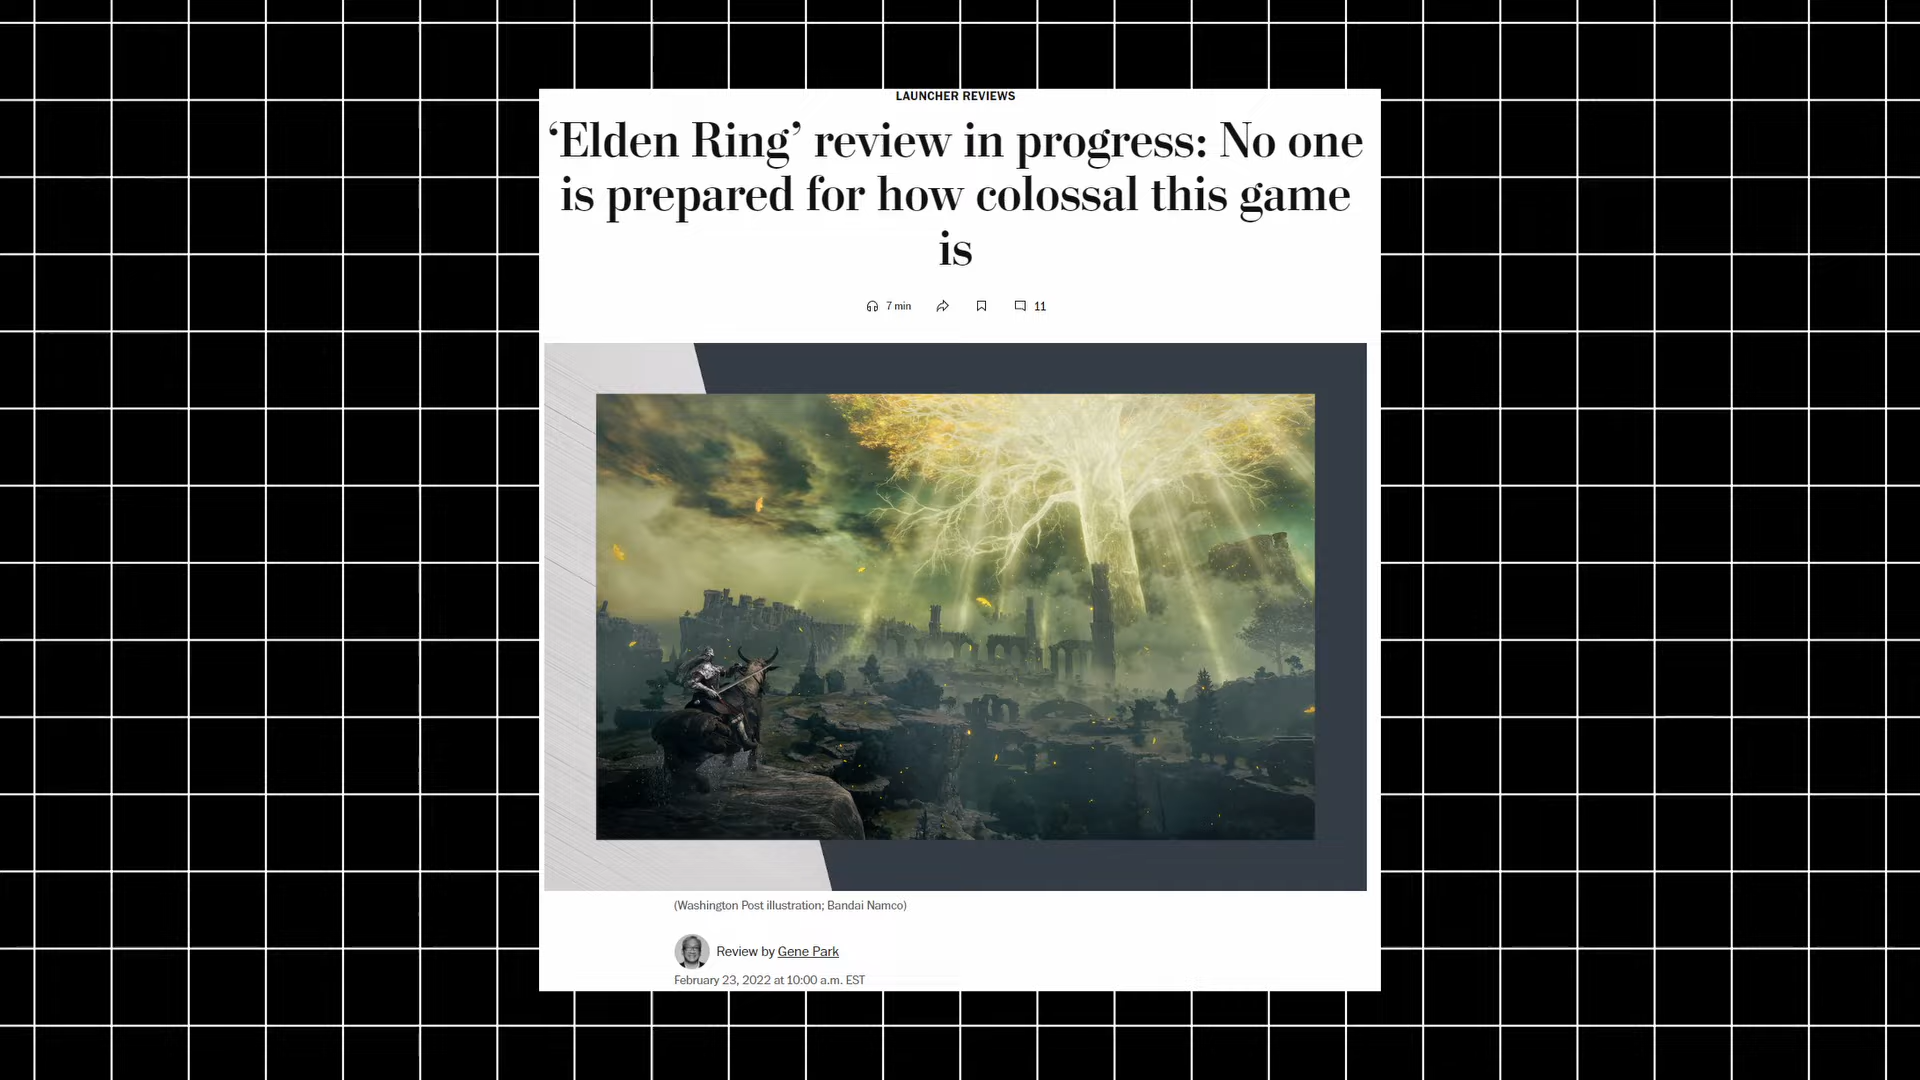 LAUNCHER REVIEWS
‘Elden Ring’ review in progress: No one
is prepared for how colossal this game
is
7 min
11
(Washington Post illustration; Bandai Namco)
Review by Gene Park
February 23, 2022 at 10:00 a.m. EST